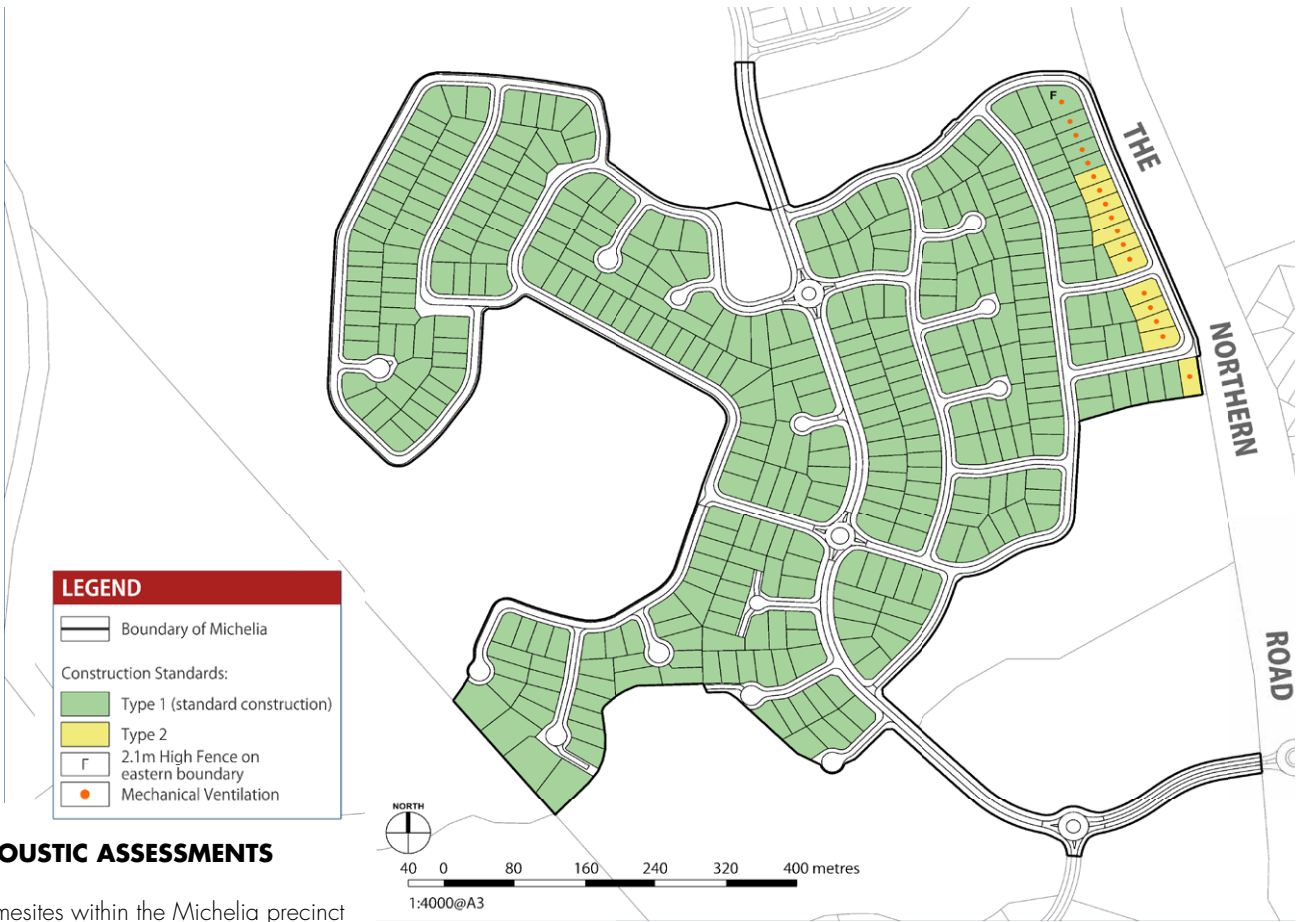 F
THE
NORTHERN
ROAD
LEGEND
Boundary of Michelia
Construction Standards:
Type 1 (standard construction)
Type 2
Γ
2.1m High Fence on
eastern boundary
Mechanical Ventilation
NORTH
40 0 80 160 240 320 400 metres
1:4000@A3
OUSTIC ASSESSMENTS
mesites within the Michelia precinct